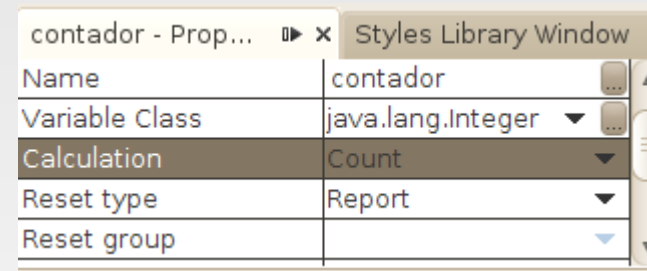 contador - Prop... Styles Library Window
Name contador ...
Variable Class java.lang.Integer ...
Calculation Count
Reset type Report
Reset group